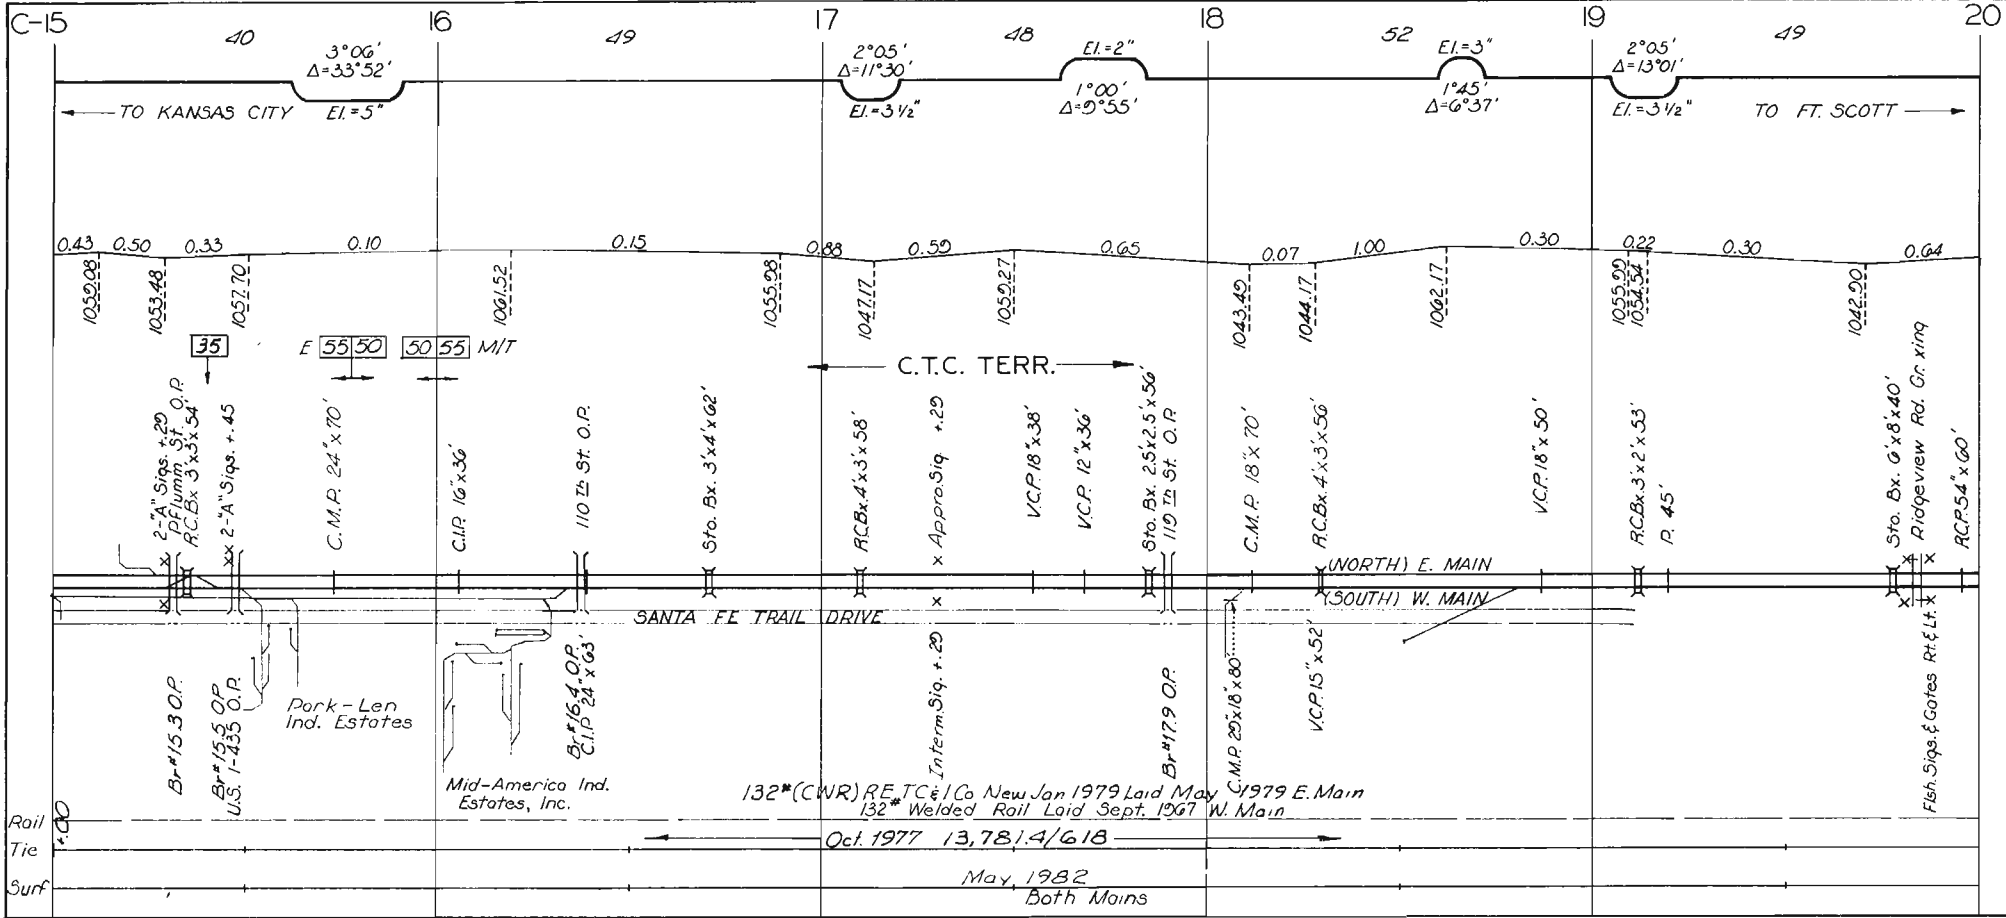 C-15 16 17 18 19 20
40 49 48 52 49
3°06' 2°05' El.=2" El.=3" 2°05'
Δ=33°52' Δ=11°30' Δ=13°01'
1°00' 1°45'
TO KANSAS CITY El.=5" El.=3 1/2" Δ=9°55' Δ=6°37' El.=3 1/2" TO FT. SCOTT
0.43 0.50 0.33 0.10 0.15 0.88 0.59 0.65 0.07 1.00 0.30 0.22 0.30 0.64
1059.08
1053.48
1057.70
1061.52
1055.98
1047.17
1059.27
1043.49
1044.17
1062.17
1055.99
1054.54
1042.90
35
E 55 50 50 55 M/T
C.T.C. TERR.
2-"A" Sigs. +.29
Pflumm St. O.P.
R.C.Bx 3'x3'x54'
2-"A" Sigs. +.45
C.M.P. 24"x70'
C.I.P. 16"x36'
110 Th St. O.P.
Sto. Bx. 3'x4'x62'
R.C.Bx.4'x3'x58'
Appro.Sig +.29
V.C.P. 18"x38'
V.C.P. 12"x36'
Sto. Bx. 2.5'x2.5'x56'
119 Th St. O.P.
C.M.P. 18"x70'
R.C.Bx.4'x3'x56'
V.C.P. 18"x50'
R.C.Bx.3'x2'x53'
P. 45'
Sto. Bx. 6'x8'x40'
Ridgeview Rd. Gr. xing
RCP 54"x60'
(NORTH) E. MAIN
(SOUTH) W. MAIN
SANTA FE TRAIL DRIVE
Br#15.3 O.P.
Br#15.5 O.P.
U.S. I-435 O.P.
Park-Len
Ind. Estates
Mid-America Ind.
Estates, Inc.
Br#16.4 O.P.
C.I.P. 24"x63'
Interm.Sig. +.29
Br#17.9 O.P.
C.M.P. 29"x18"x80'
V.C.P. 15"x52'
Flsh.Sigs.&Gates Rt.& Lt.
132#(CWR) RE TC&I Co New Jan 1979 Laid May 1979 E. Main
132# Welded Rail Laid Sept. 1967 W. Main
Rail +.00
Tie Oct. 1977 13,781.4/618
Surf May, 1982
Both Mains